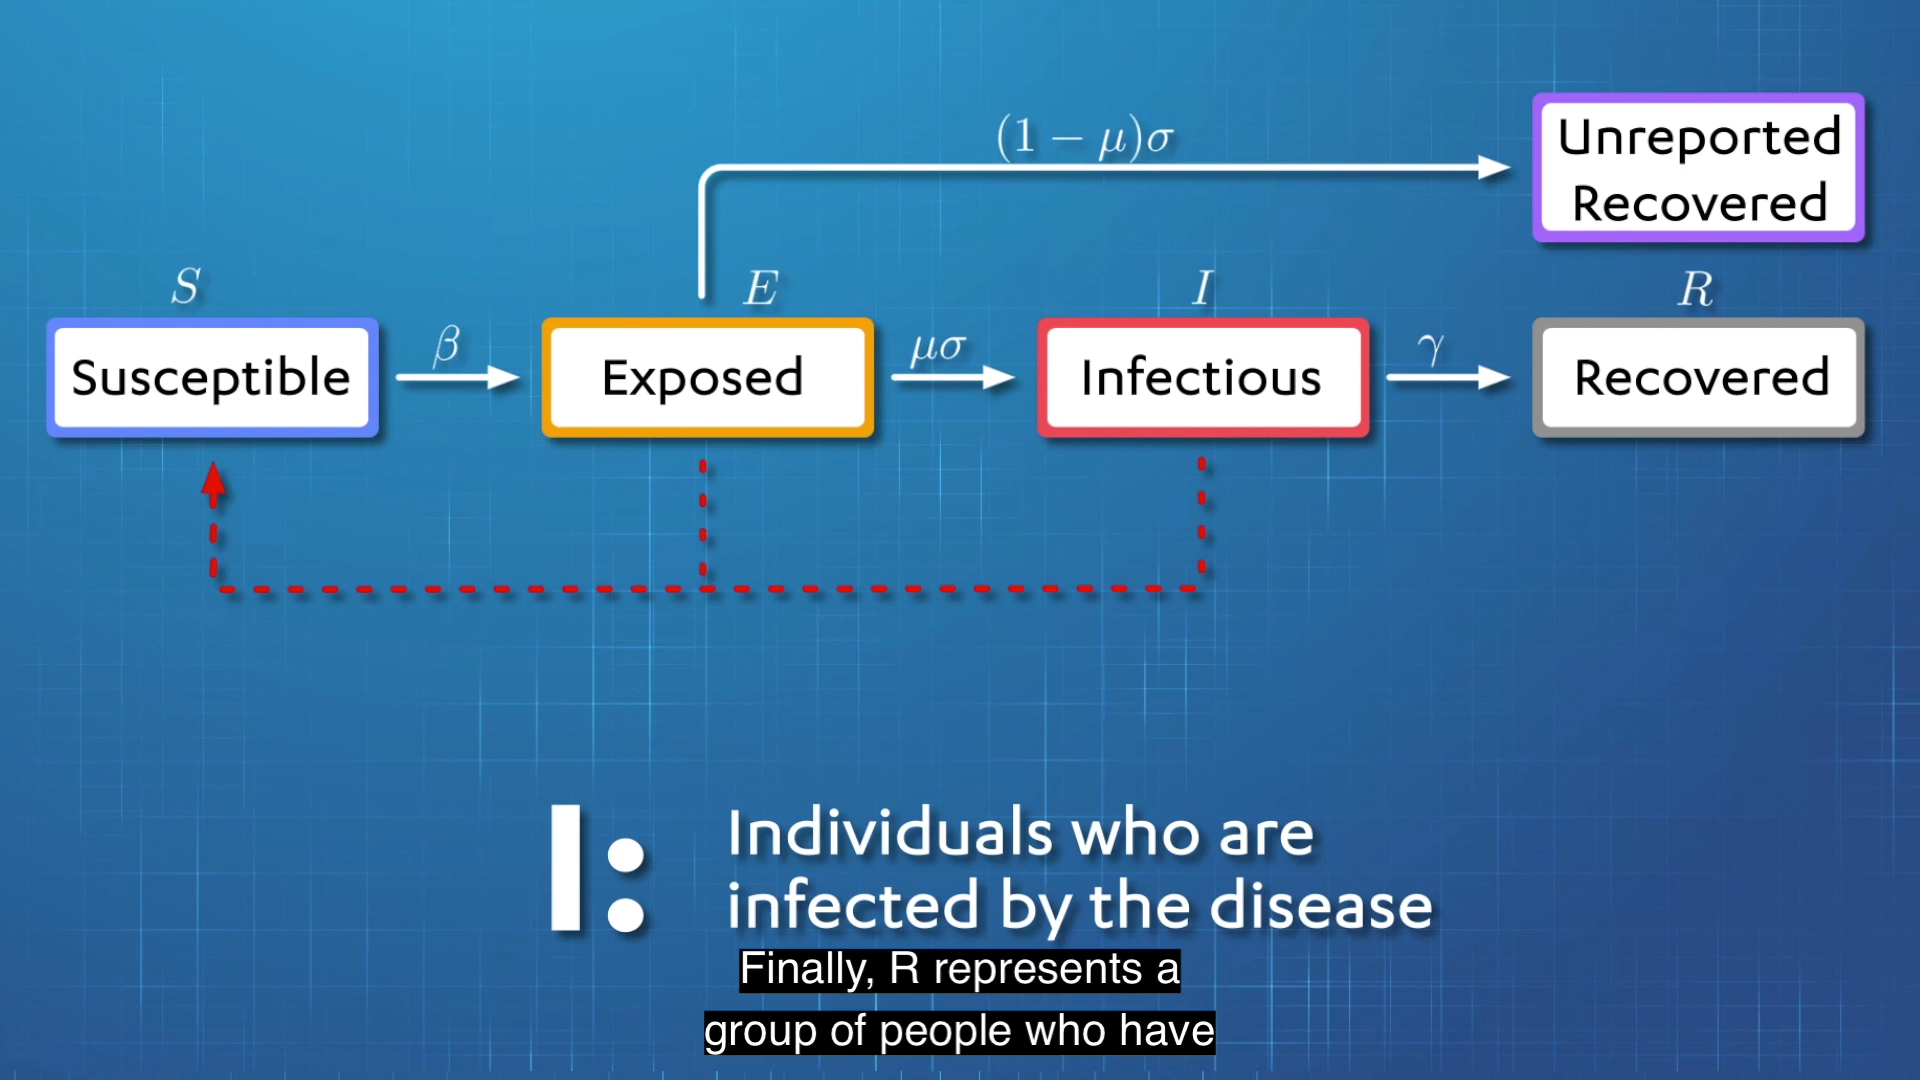 (1 − μ)σ
Unreported
Recovered
S
E
I
R
Susceptible
β
Exposed
μσ
Infectious
γ
Recovered
I:
Individuals who are
infected by the disease
Finally, R represents a
group of people who have